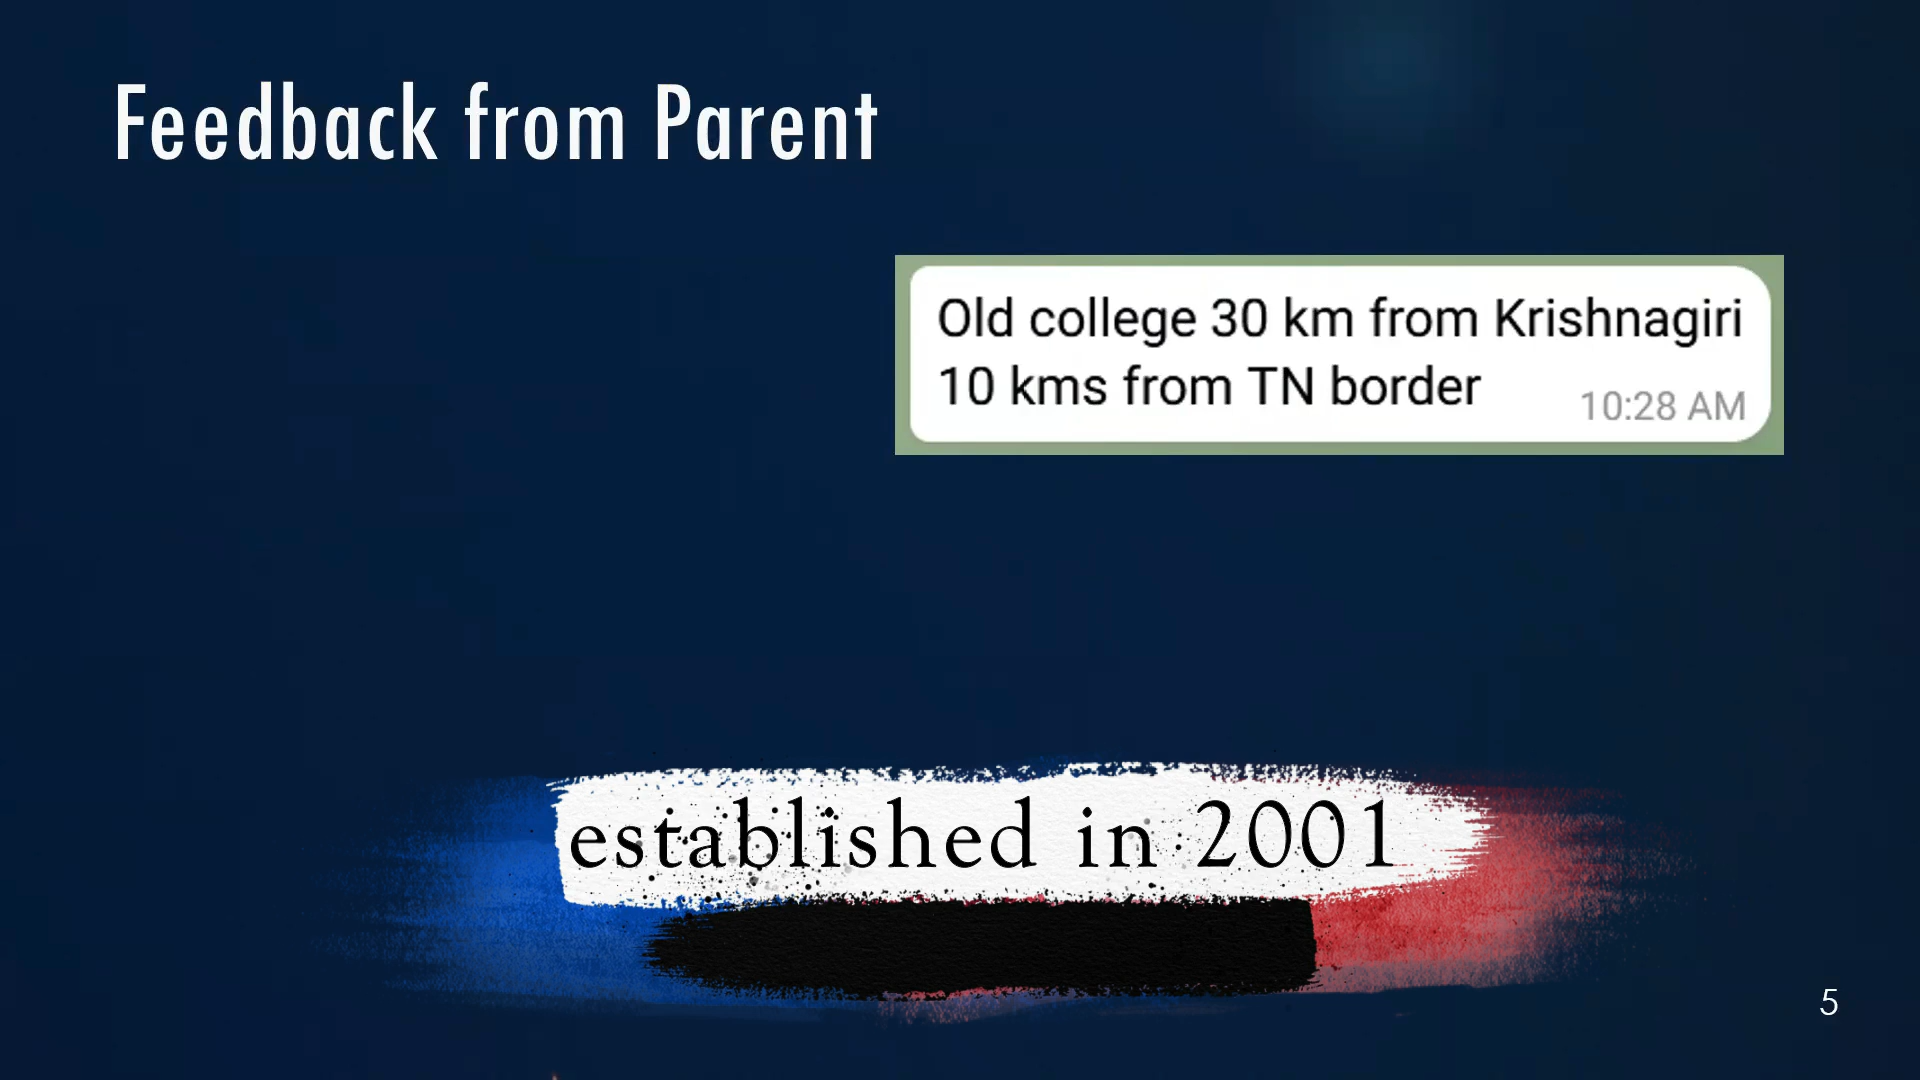 Feedback from Parent
Old college 30 km from Krishnagiri
10 kms from TN border
10:28 AM
established in 2001
5